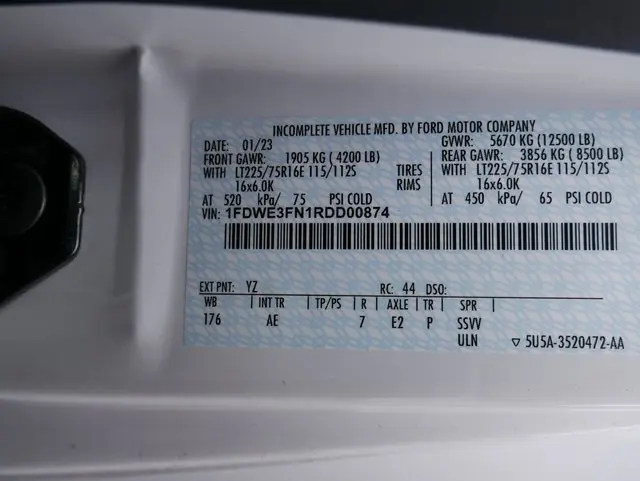 INCOMPLETE VEHICLE MFD. BY FORD MOTOR COMPANY
DATE: 01/23 GVWR: 5670 KG (12500 LB)
FRONT GAWR: 1905 KG ( 4200 LB) REAR GAWR: 3856 KG ( 8500 LB)
WITH LT225/75R16E 115/112S TIRES WITH LT225/75R16E 115/112S
16x6.0K RIMS 16x6.0K
AT 520 kPa/ 75 PSI COLD AT 450 kPa/ 65 PSI COLD
VIN: 1FDWE3FN1RDD00874
EXT PNT: YZ RC: 44 DSO:
WB INT TR TP/PS R AXLE TR SPR
176 AE 7 E2 P SSVV
ULN ▽ 5U5A-3520472-AA